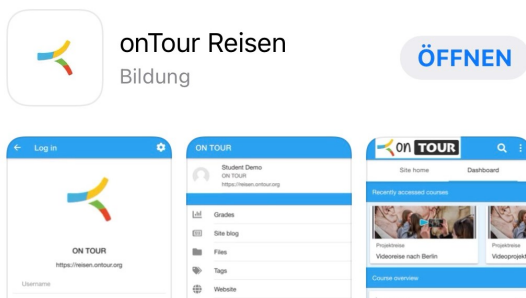 onTour Reisen
Bildung
ÖFFNEN
Log in
ON TOUR
https://reisen.ontour.org
Username
ON TOUR
Student Demo
ON TOUR
https://reisen.ontour.org
Grades
Site blog
Files
Tags
Website
on TOUR
Site home
Dashboard
Recently accessed courses
Projektreise
Videoreise nach Berlin
Projektreise
Videoprojekt
Course overview